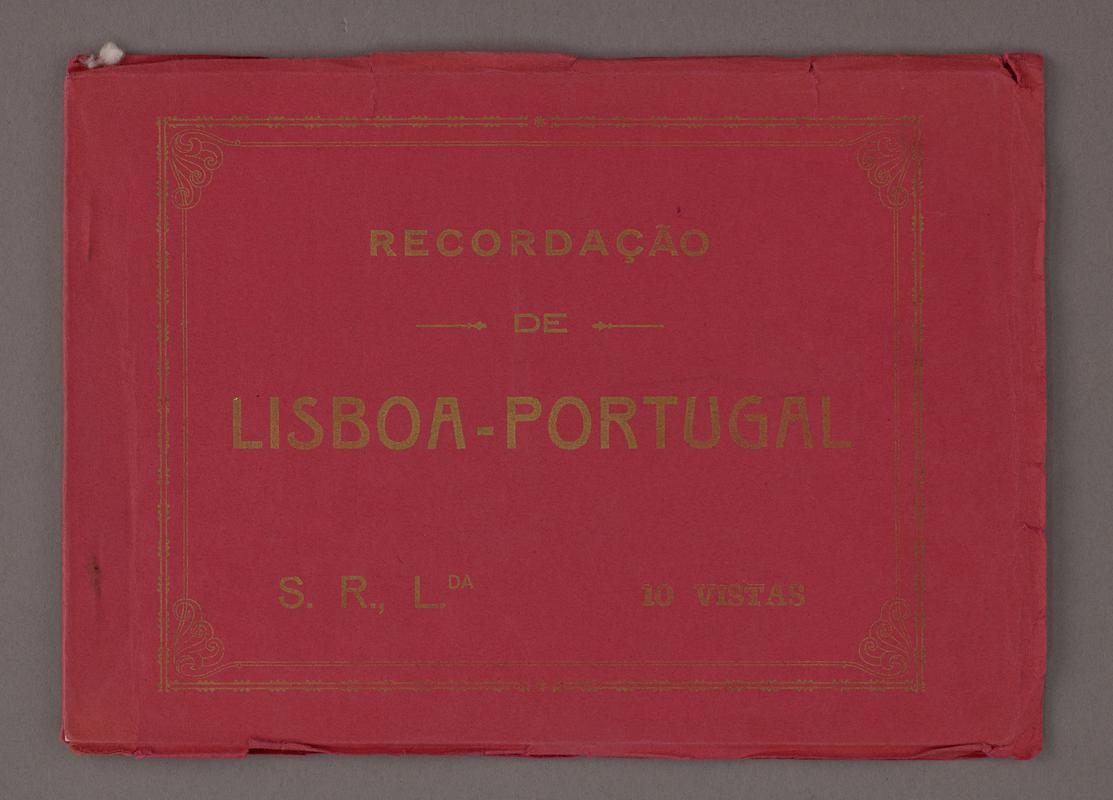 RECORDAÇÃO
DE
LISBOA-PORTUGAL
S. R., L.DA 10 VISTAS